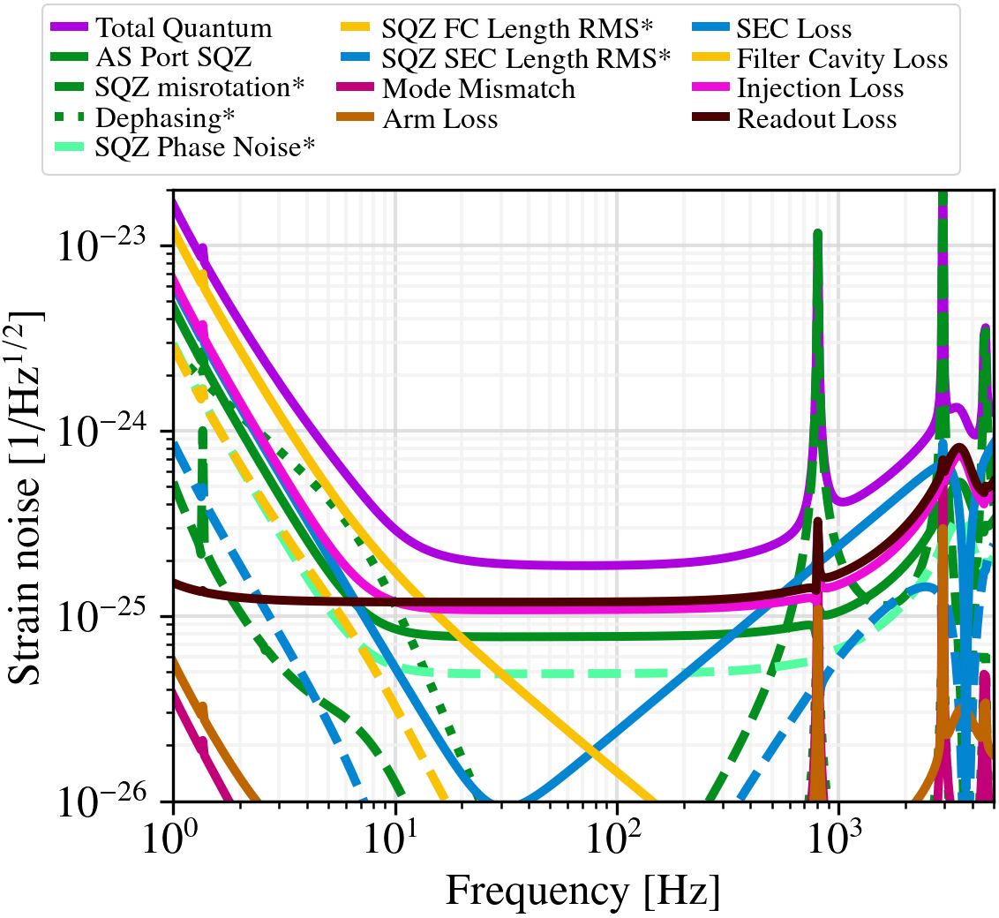 Total Quantum
AS Port SQZ
SQZ misrotation*
Dephasing*
SQZ Phase Noise*
SQZ FC Length RMS*
SQZ SEC Length RMS*
Mode Mismatch
Arm Loss
SEC Loss
Filter Cavity Loss
Injection Loss
Readout Loss
Strain noise [1/Hz^{1/2}]
10^{−23}
10^{−24}
10^{−25}
10^{−26}
10^{0} 10^{1} 10^{2} 10^{3}
Frequency [Hz]